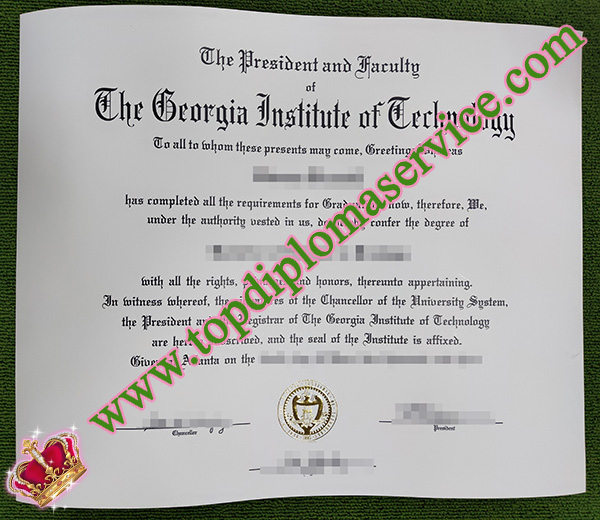 The President and Faculty
of
The Georgia Institute of Technology
To all to whom these presents may come, Greeting
has completed all the requirements for now, therefore, We,
under the authority vested in us, do confer the degree of
with all the rights, and honors, thereunto appertaining.
In witness whereof, the of the Chancellor of the University System,
the President Registrar of The Georgia Institute of Technology
are and the seal of the Institute is affixed.
Given on the
Chancellor
President
www.topdiplomaservice.com